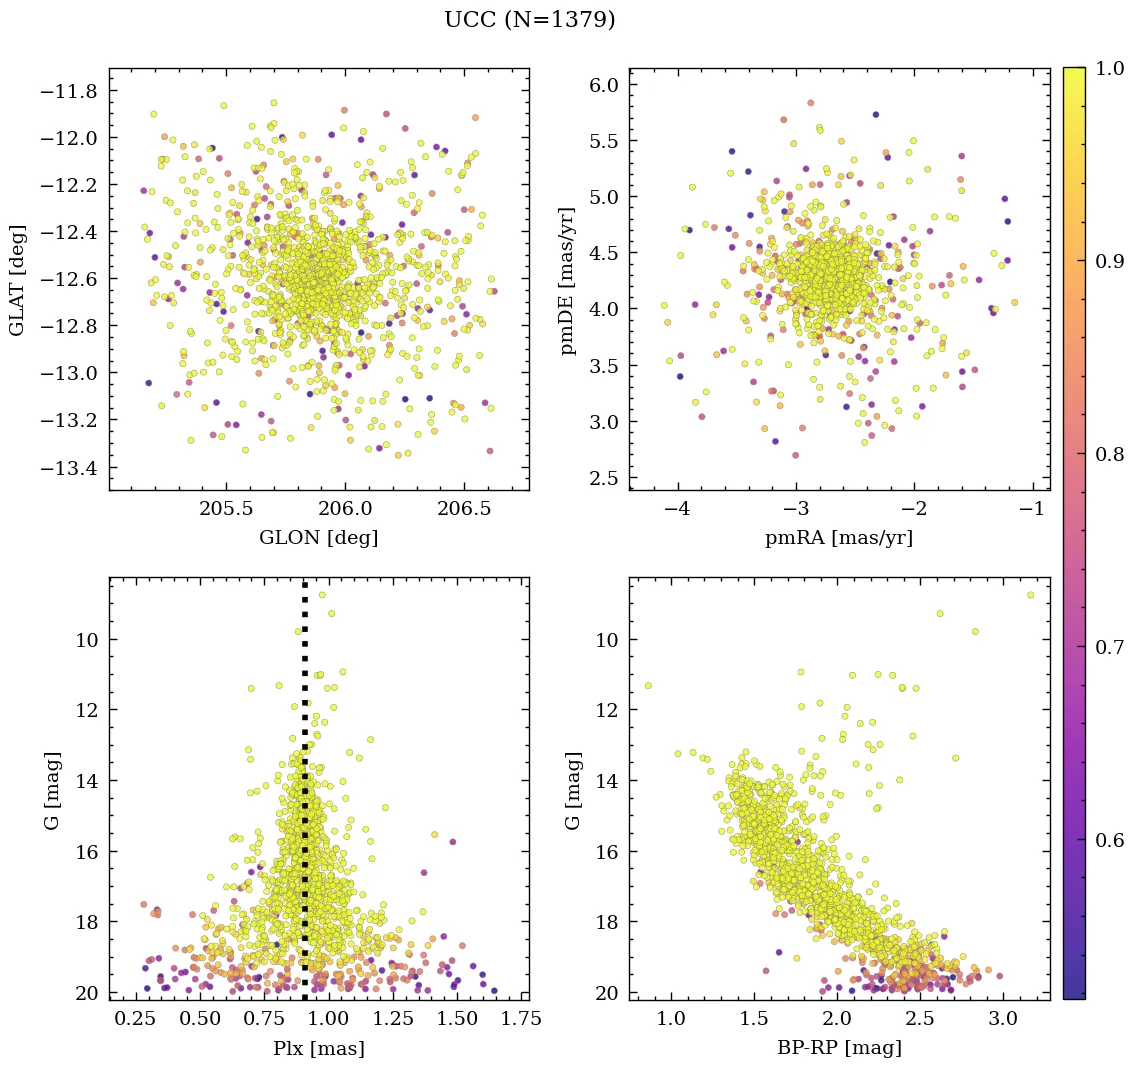 UCC (N=1379)
−11.8
−12.0
−12.2
−12.4
−12.6
−12.8
−13.0
−13.2
−13.4
GLAT [deg]
205.5 206.0 206.5
GLON [deg]
6.0
5.5
5.0
4.5
4.0
3.5
3.0
2.5
pmDE [mas/yr]
−4 −3 −2 −1
pmRA [mas/yr]
10
12
14
16
18
20
G [mag]
0.25 0.50 0.75 1.00 1.25 1.50 1.75
Plx [mas]
10
12
14
16
18
20
G [mag]
1.0 1.5 2.0 2.5 3.0
BP-RP [mag]
1.0
0.9
0.8
0.7
0.6